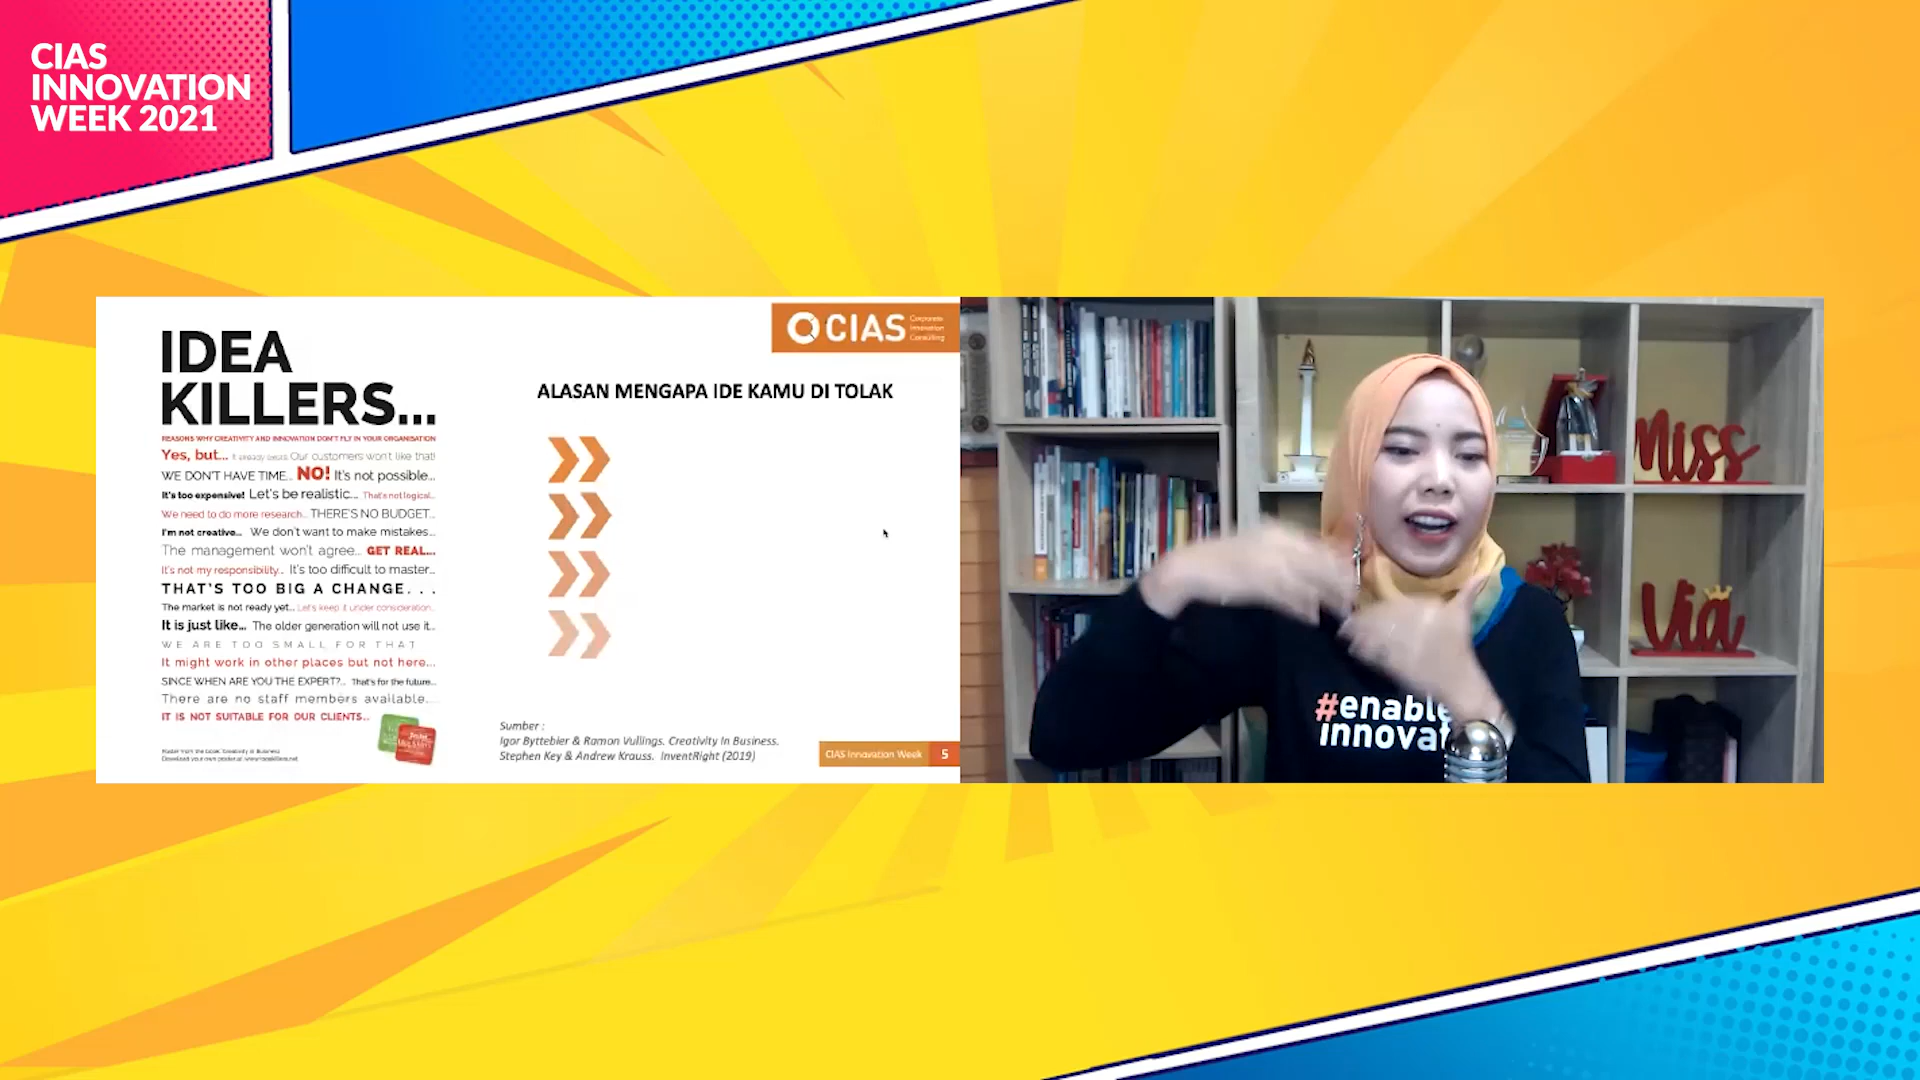 CIAS
INNOVATION
WEEK 2021
IDEA
KILLERS...
REASONS WHY CREATIVITY AND INNOVATION DON'T FLY IN YOUR ORGANISATION
Yes, but... It already exists. Our customers won't like that!
WE DON'T HAVE TIME... NO! It's not possible...
It's too expensive! Let's be realistic... That's not logical...
We need to do more research... THERE'S NO BUDGET...
I'm not creative... We don't want to make mistakes...
The management won't agree... GET REAL...
It's not my responsibility... It's too difficult to master...
THAT'S TOO BIG A CHANGE...
The market is not ready yet... Let's keep it under consideration...
It is just like... The older generation will not use it...
WE ARE TOO SMALL FOR THAT
It might work in other places but not here...
SINCE WHEN ARE YOU THE EXPERT?... That's for the future...
There are no staff members available...
IT IS NOT SUITABLE FOR OUR CLIENTS...
CIAS Corporate Innovation Consulting
ALASAN MENGAPA IDE KAMU DI TOLAK
Sumber :
Igor Byttebier & Ramon Vullings. Creativity In Business.
Stephen Key & Andrew Krauss. InventRight (2019)
CIAS Innovation Week 5
Miss
Via
#enable
innovat